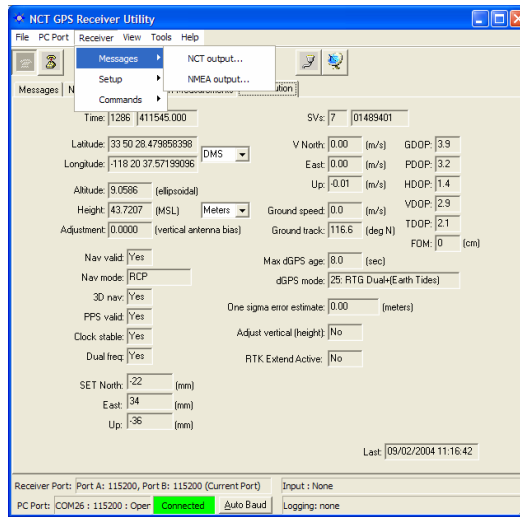 NCT GPS Receiver Utility
File PC Port Receiver View Tools Help
Messages NCT output...
Setup NMEA output...
Commands
Messages N
Time: 1286 411545.000 SVs: 7 01489401
Latitude: 33 50 28.479858398 DMS V North: 0.00 (m/s) GDOP: 3.9
Longitude: -118 20 37.57199096 East: 0.00 (m/s) PDOP: 3.2
Altitude: 9.0586 (ellipsoidal) Up: -0.01 (m/s) HDOP: 1.4
Height: 43.7207 (MSL) Meters Ground speed: 0.0 (m/s) VDOP: 2.9
Adjustment: 0.0000 (vertical antenna bias) Ground track: 116.6 (deg N) TDOP: 2.1
FOM: 0 (cm)
Nav valid: Yes Max dGPS age: 8.0 (sec)
Nav mode: RCP dGPS mode: 25: RTG Dual+(Earth Tides)
3D nav: Yes
PPS valid: Yes One sigma error estimate: 0.00 (meters)
Clock stable: Yes Adjust vertical (height): No
Dual freq: Yes RTK Extend Active: No
SET North: -22 (mm)
East: 34 (mm)
Up: -36 (mm)
Last: 09/02/2004 11:16:42
Receiver Port: Port A: 115200, Port B: 115200 (Current Port) Input : None
PC Port: COM26 : 115200 : Oper Connected Auto Baud Logging: none